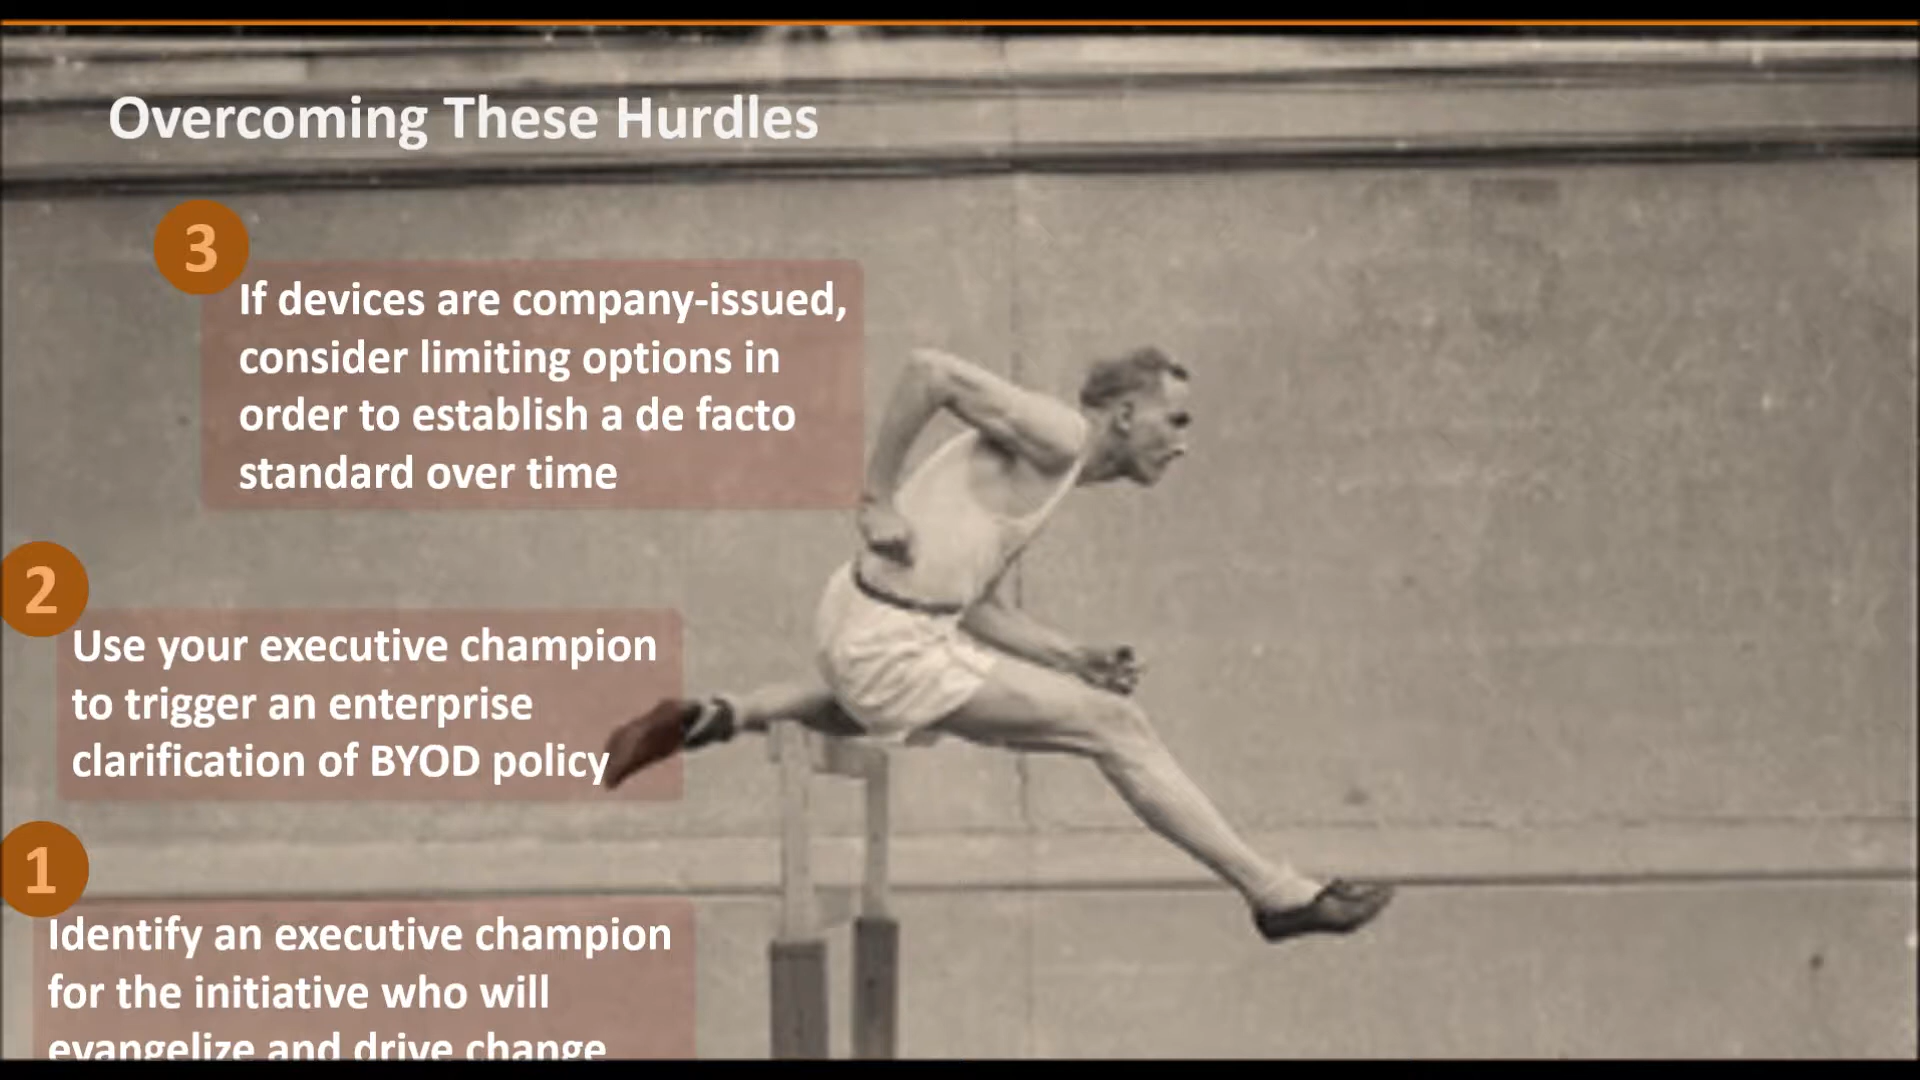 Overcoming These Hurdles
3
If devices are company-issued,
consider limiting options in
order to establish a de facto
standard over time
2
Use your executive champion
to trigger an enterprise
clarification of BYOD policy
1
Identify an executive champion
for the initiative who will
evangelize and drive change